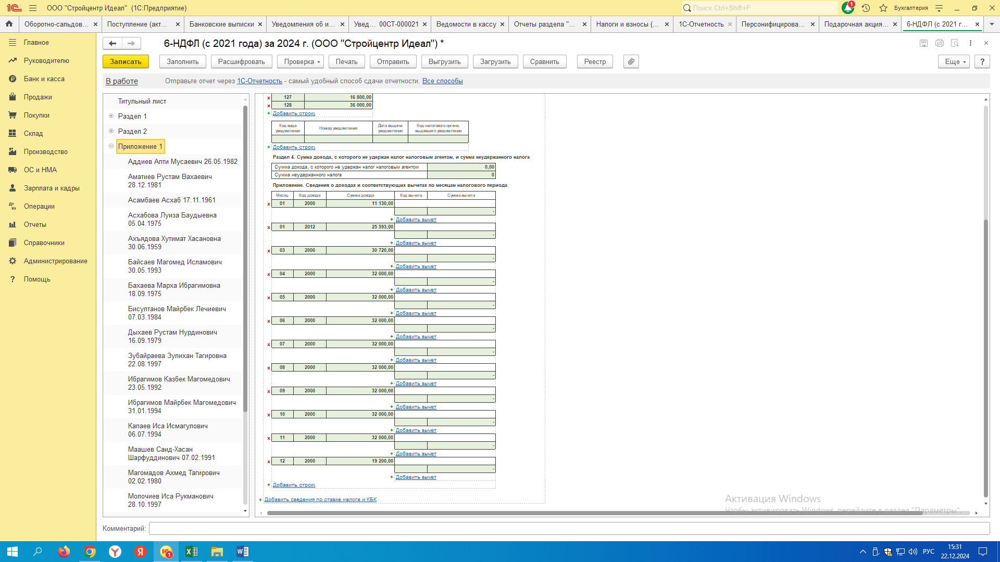 ООО "Стройцентр Идеал" (1С:Предприятие)
Поиск Ctrl+Shift+F
1
Бухгалтерия
Оборотно-сальдов...
Поступление (акт...
Банковские выписки
Уведомления об и...
Увед... 00СТ-000021
Ведомости в кассу
Отчеты раздела "...
Налоги и взносы (...
1С-Отчетность
Персонифицирова...
Подарочная акция...
6-НДФЛ (с 2021 г...
Главное
Руководителю
Банк и касса
Продажи
Покупки
Склад
Производство
ОС и НМА
Зарплата и кадры
Операции
Отчеты
Справочники
Администрирование
Помощь
6-НДФЛ (с 2021 года) за 2024 г. (ООО "Стройцентр Идеал") *
Записать
Заполнить
Расшифровать
Проверка
Печать
Отправить
Выгрузить
Загрузить
Сравнить
Реестр
Еще
?
В работе
Отправьте отчет через 1С-Отчетность - самый удобный способ сдачи отчетности. Все способы
Титульный лист
Раздел 1
Раздел 2
Приложение 1
Аддиев Апти Мусаевич 26.05.1982
Аматиев Рустам Вахаевич
28.12.1981
Асамбаев Асхаб 17.11.1961
Асхабова Луиза Баудыевна
05.04.1975
Ахъядова Хутимат Хасановна
30.06.1959
Байсаев Магомед Исламович
30.05.1993
Бахаева Марха Ибрагимовна
18.09.1975
Бисултанов Майрбек Лечиевич
07.03.1984
Дыхаев Рустам Нурдинович
16.09.1979
Зубайраева Зулихан Тагировна
22.08.1997
Ибрагимов Казбек Магомедович
23.05.1992
Ибрагимов Майрбек Магомедович
31.01.1994
Капаев Иса Исмагулович
06.07.1994
Маашев Саид-Хасан
Шарфуддинович 07.02.1991
Магомадов Ахмед Тагирович
02.02.1980
Молочиев Иса Рукманович
28.10.1997
x 127 16 800,00
x 128 36 000,00
+ Добавить строку
Код вида уведомления Номер уведомления Дата выдачи уведомления Код налогового органа, выдавшего уведомление
+ Добавить строку
Раздел 4. Сумма дохода, с которого не удержан налог налоговым агентом, и сумма неудержанного налога
Сумма дохода, с которого не удержан налог налоговым агентом 0,00
Сумма неудержанного налога 0
Приложение. Сведения о доходах и соответствующих вычетах по месяцам налогового периода
Месяц Код дохода Сумма дохода Код вычета Сумма вычета
x 01 2000 11 130,00
-
+ Добавить вычет
x 01 2012 25 593,00
-
+ Добавить вычет
x 03 2000 30 720,00
-
+ Добавить вычет
x 04 2000 32 000,00
-
+ Добавить вычет
x 05 2000 32 000,00
-
+ Добавить вычет
x 06 2000 32 000,00
-
+ Добавить вычет
x 07 2000 32 000,00
-
+ Добавить вычет
x 08 2000 32 000,00
-
+ Добавить вычет
x 09 2000 32 000,00
-
+ Добавить вычет
x 10 2000 32 000,00
-
+ Добавить вычет
x 11 2000 32 000,00
-
+ Добавить вычет
x 12 2000 19 200,00
-
+ Добавить вычет
+ Добавить строку
+ Добавить сведения по ставке налога и КБК
Активация Windows
Чтобы активировать Windows, перейдите в раздел "Параметры".
Комментарий:
РУС
15:31
22.12.2024